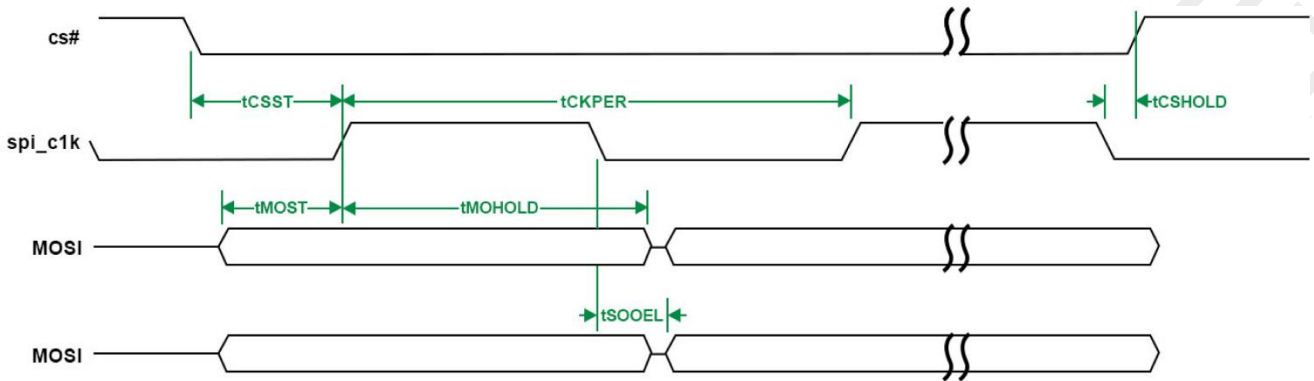 cs#
tCSST tCKPER tCSHOLD
spi_c1k
tMOST tMOHOLD
MOSI
tSOOEL
MOSI